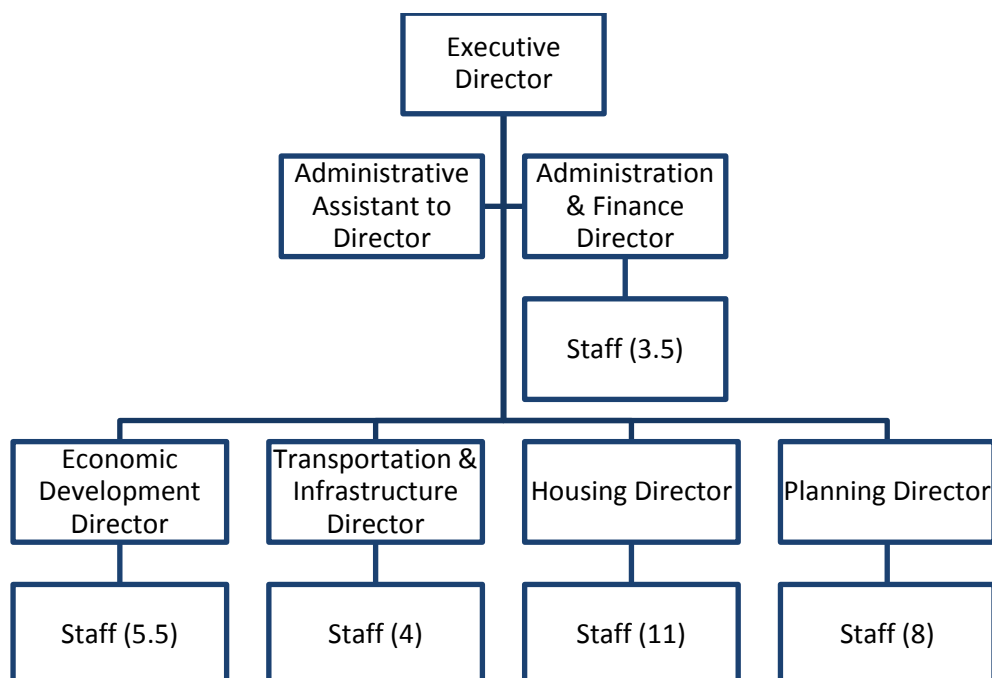 Executive
Director
Administrative
Assistant to
Director
Administration
& Finance
Director
Staff (3.5)
Economic
Development
Director
Transportation &
Infrastructure
Director
Housing Director
Planning Director
Staff (5.5)
Staff (4)
Staff (11)
Staff (8)